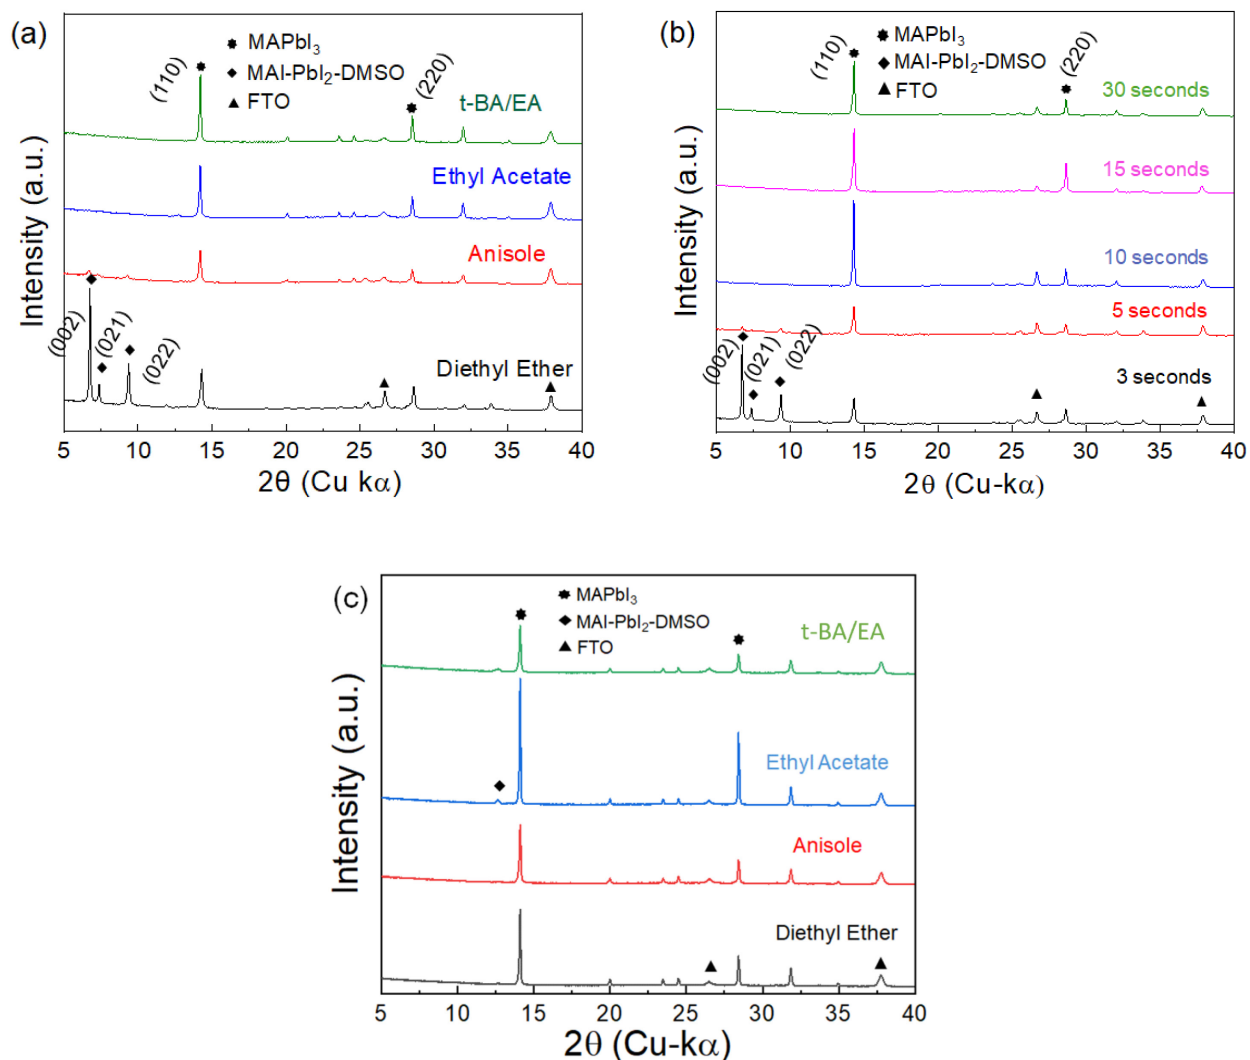 (a)
MAPbI₃
MAI-PbI₂-DMSO
FTO
(110)
(220)
t-BA/EA
Ethyl Acetate
Anisole
(002)
(021)
(022)
Diethyl Ether
Intensity (a.u.)
5 10 15 20 25 30 35 40
2θ (Cu kα)
(b)
MAPbI₃
MAI-PbI₂-DMSO
FTO
(110)
(220)
30 seconds
15 seconds
10 seconds
5 seconds
(002)
(021)
(022)
3 seconds
Intensity (a.u.)
5 10 15 20 25 30 35 40
2θ (Cu-kα)
(c)
MAPbI₃
MAI-PbI₂-DMSO
FTO
t-BA/EA
Ethyl Acetate
Anisole
Diethyl Ether
Intensity (a.u.)
5 10 15 20 25 30 35 40
2θ (Cu-kα)